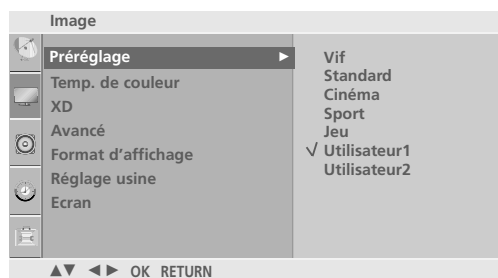 Image
Préréglage ►
Temp. de couleur
XD
Avancé
Format d’affichage
Réglage usine
Ecran
Vif
Standard
Cinéma
Sport
Jeu
√ Utilisateur1
Utilisateur2
▲▼ ◄► OK RETURN